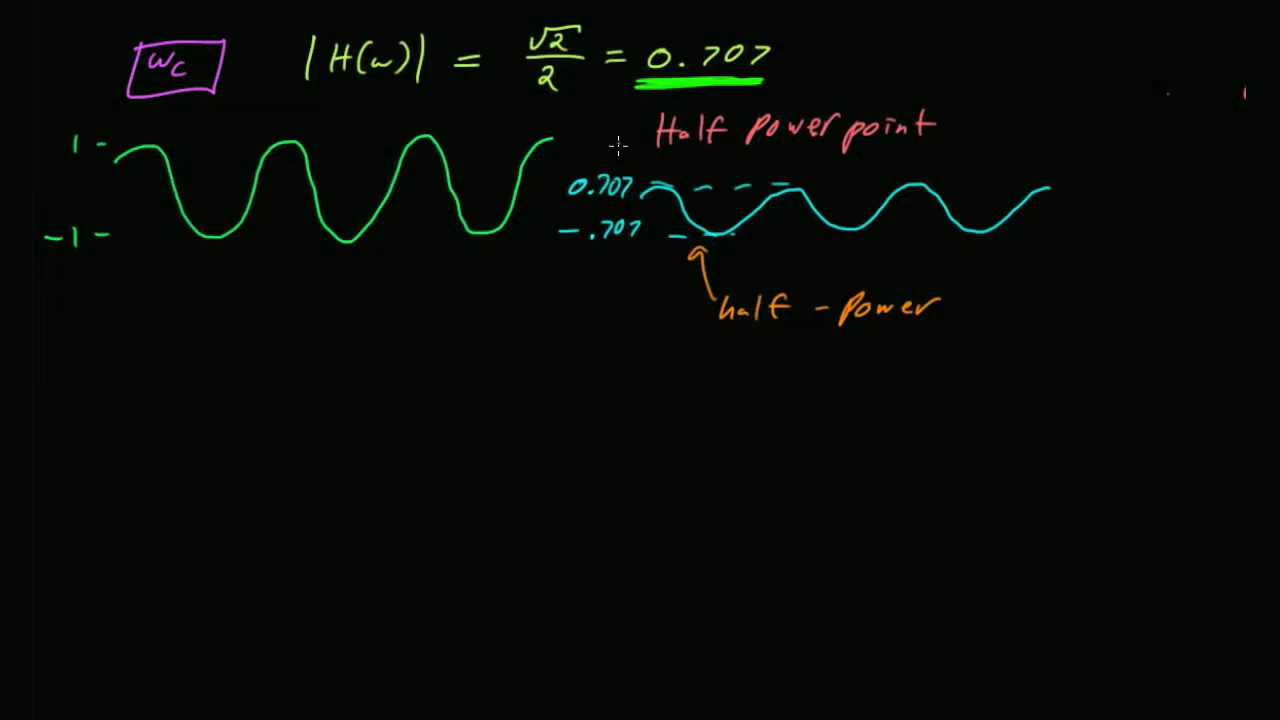 ωc |H(ω)| = √2/2 = 0.707
Half power point
1 -
0.707
-1 -
-.707
half - power